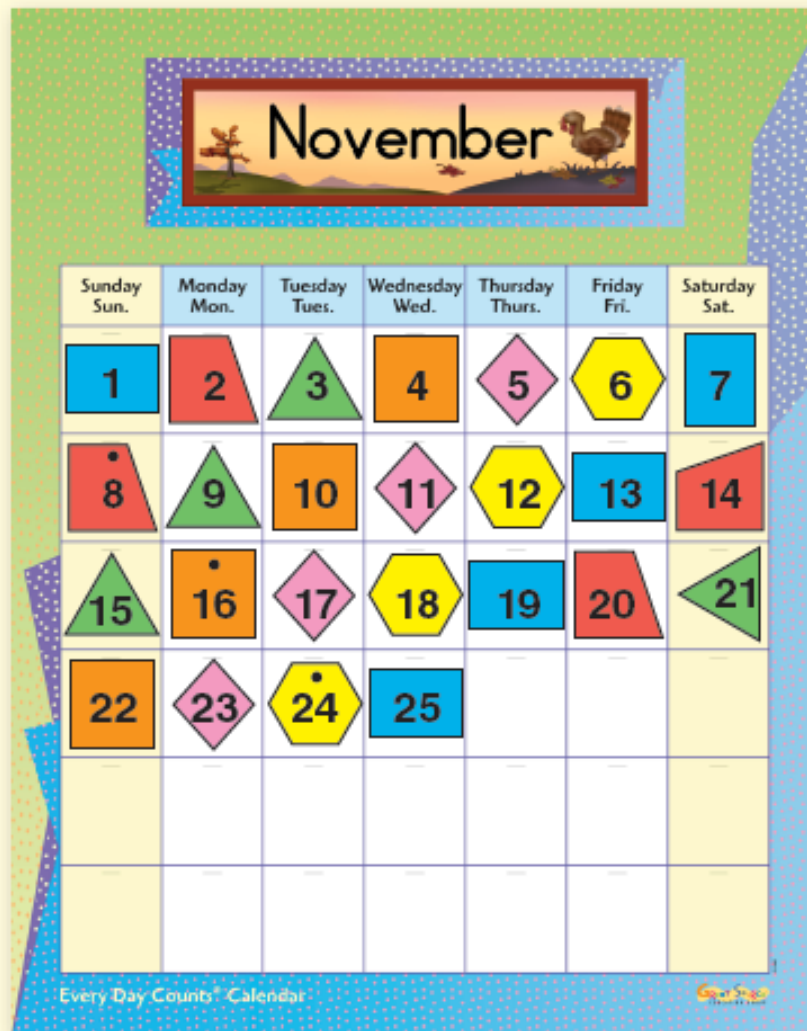 November
Sunday Monday Tuesday Wednesday Thursday Friday Saturday
Sun. Mon. Tues. Wed. Thurs. Fri. Sat.
1 2 3 4 5 6 7
8 9 10 11 12 13 14
15 16 17 18 19 20 21
22 23 24 25
Every Day Counts® Calendar
Great Source